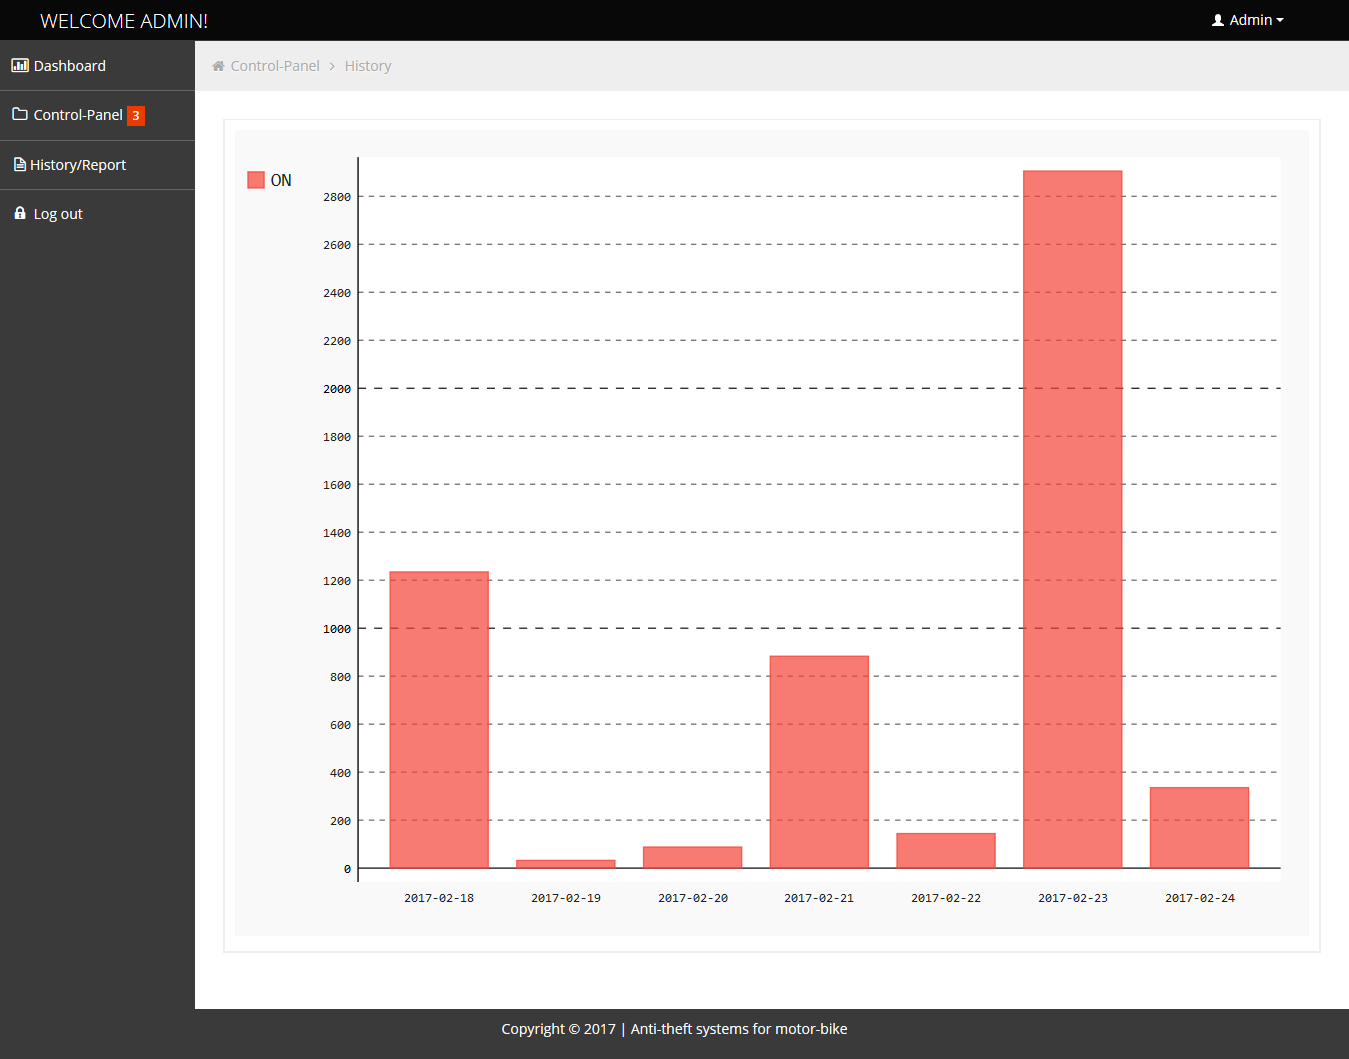 WELCOME ADMIN!
Admin
Dashboard
Control-Panel 3
History/Report
Log out
Control-Panel > History
ON
2800
2600
2400
2200
2000
1800
1600
1400
1200
1000
800
600
400
200
0
2017-02-18 2017-02-19 2017-02-20 2017-02-21 2017-02-22 2017-02-23 2017-02-24
Copyright © 2017 | Anti-theft systems for motor-bike